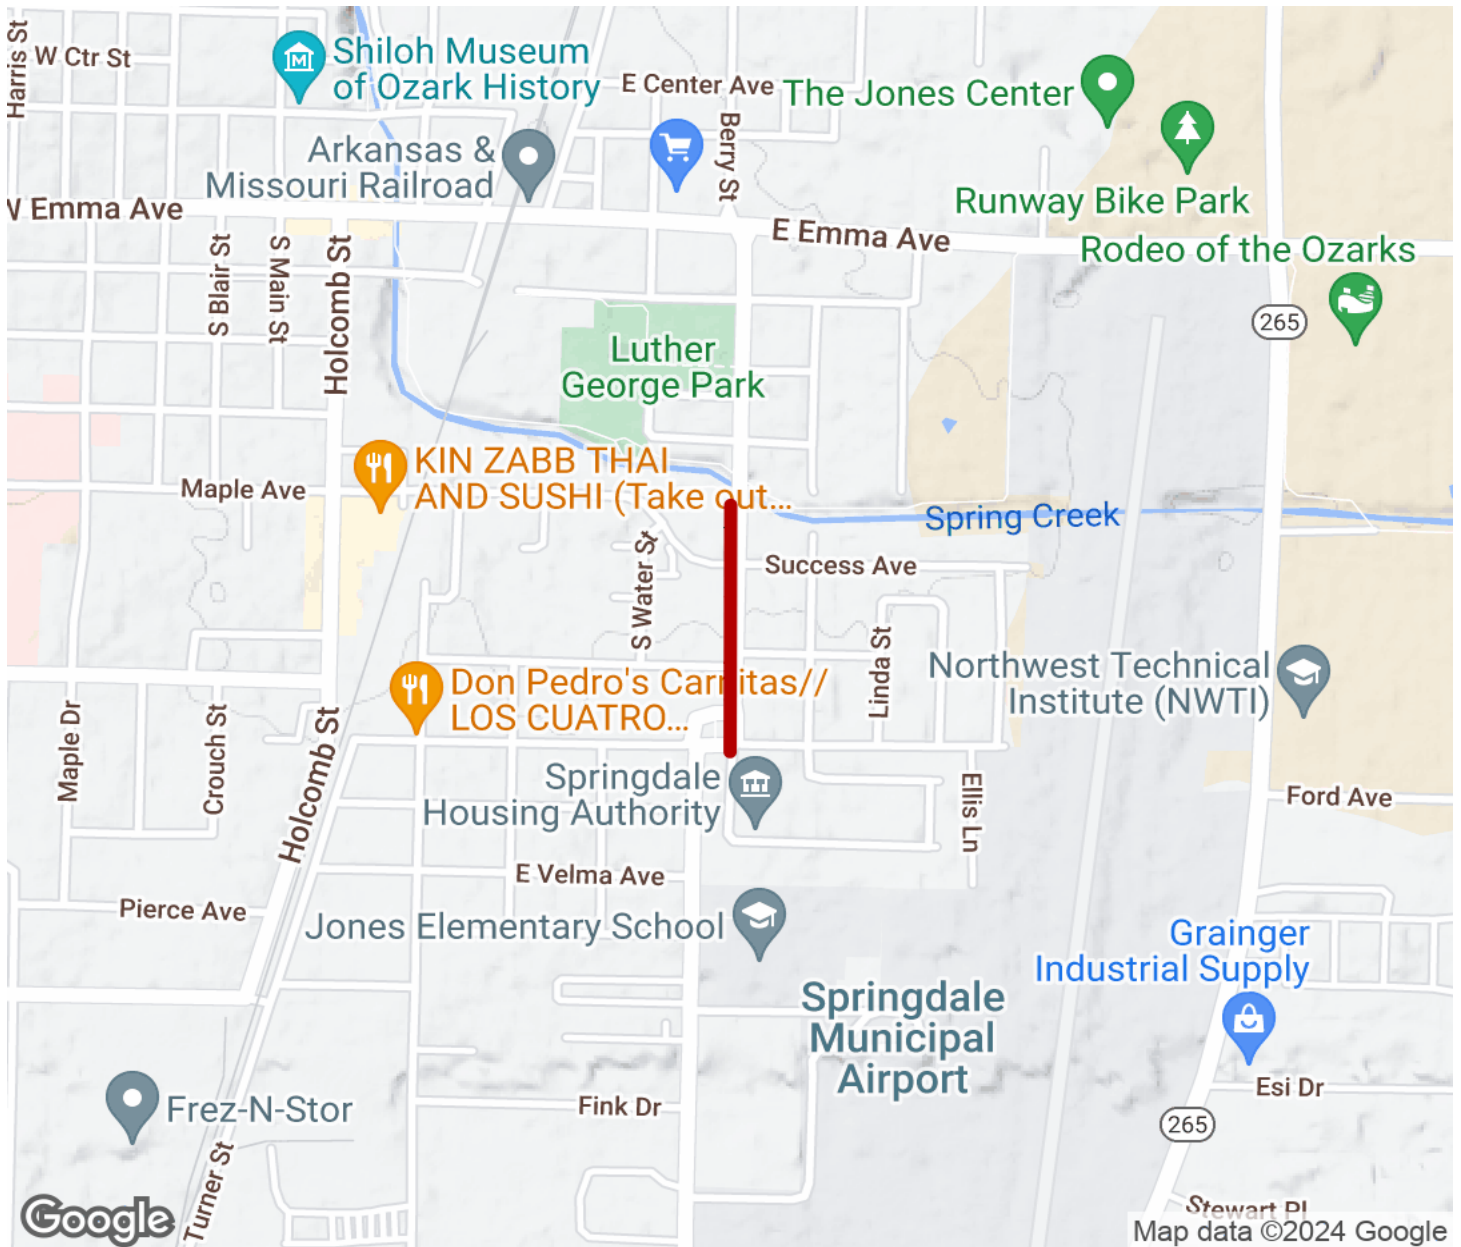 Harris St
W Ctr St
Shiloh Museum
of Ozark History
E Center Ave
The Jones Center
Berry St
Arkansas &
Missouri Railroad
Runway Bike Park
W Emma Ave
E Emma Ave
Rodeo of the Ozarks
S Blair St
S Main St
Holcomb St
265
Luther
George Park
KIN ZABB THAI
AND SUSHI (Take out...
Maple Ave
Spring Creek
S Water St
Success Ave
Linda St
Northwest Technical
Institute (NWTI)
Don Pedro's Carnitas//
LOS CUATRO...
Maple Dr
Crouch St
Holcomb St
Springdale
Housing Authority
Ellis Ln
Ford Ave
E Velma Ave
Pierce Ave
Jones Elementary School
Grainger
Industrial Supply
Springdale
Municipal
Airport
Frez-N-Stor
Fink Dr
Esi Dr
265
Turner St
Stewart Pl
Google
Map data ©2024 Google